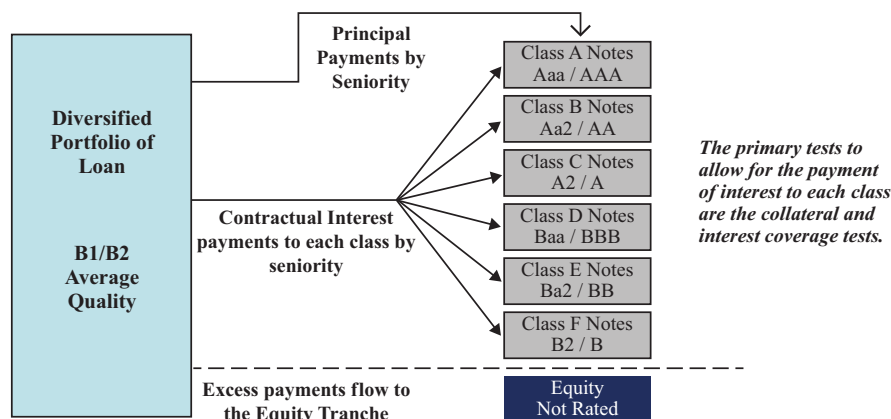 Principal
Payments by
Seniority
Diversified
Portfolio of
Loan
B1/B2
Average
Quality
Contractual Interest
payments to each class by
seniority
Class A Notes
Aaa / AAA
Class B Notes
Aa2 / AA
Class C Notes
A2 / A
Class D Notes
Baa / BBB
Class E Notes
Ba2 / BB
Class F Notes
B2 / B
The primary tests to
allow for the payment
of interest to each class
are the collateral and
interest coverage tests.
Excess payments flow to
the Equity Tranche
Equity
Not Rated